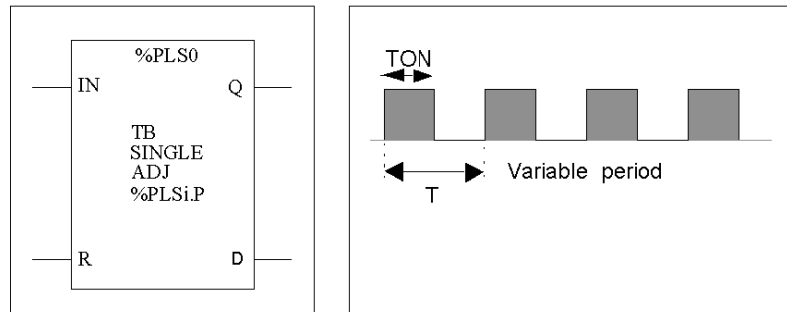 %PLS0
IN Q
TB
SINGLE
ADJ
%PLSi.P
R D
TON
Variable period
T